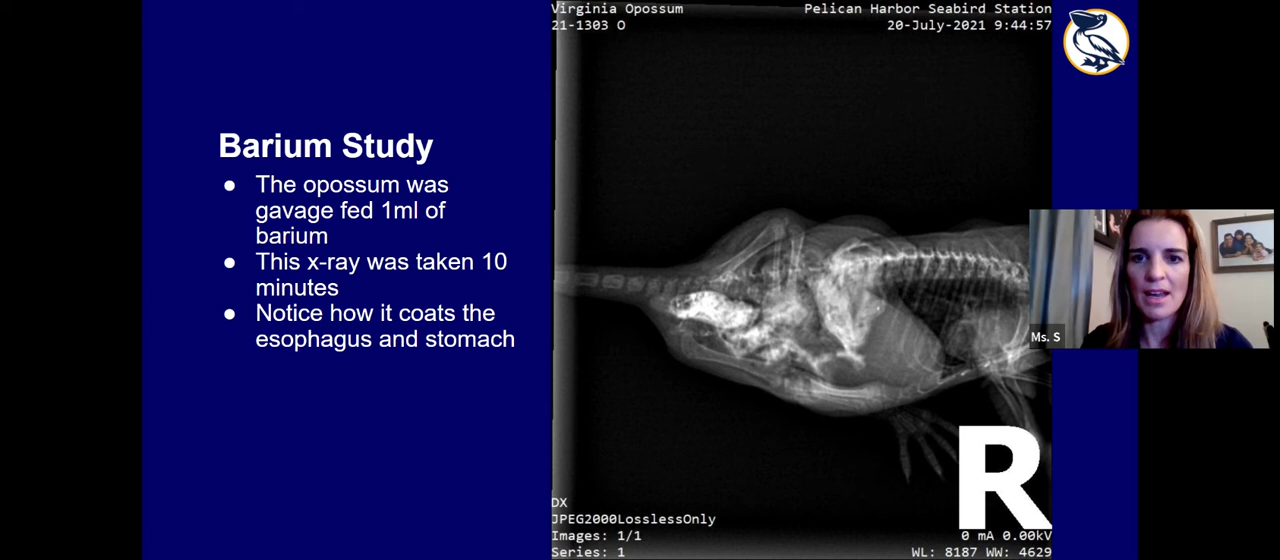 Virginia Opossum
21-1303 O
Pelican Harbor Seabird Station
20-July-2021 9:44:57
Barium Study
● The opossum was
gavage fed 1ml of
barium
● This x-ray was taken 10
minutes
● Notice how it coats the
esophagus and stomach
Ms. S
R
DX
JPEG2000LosslessOnly
Images: 1/1
Series: 1
0 mA 0.00kV
WL: 8187 WW: 4629